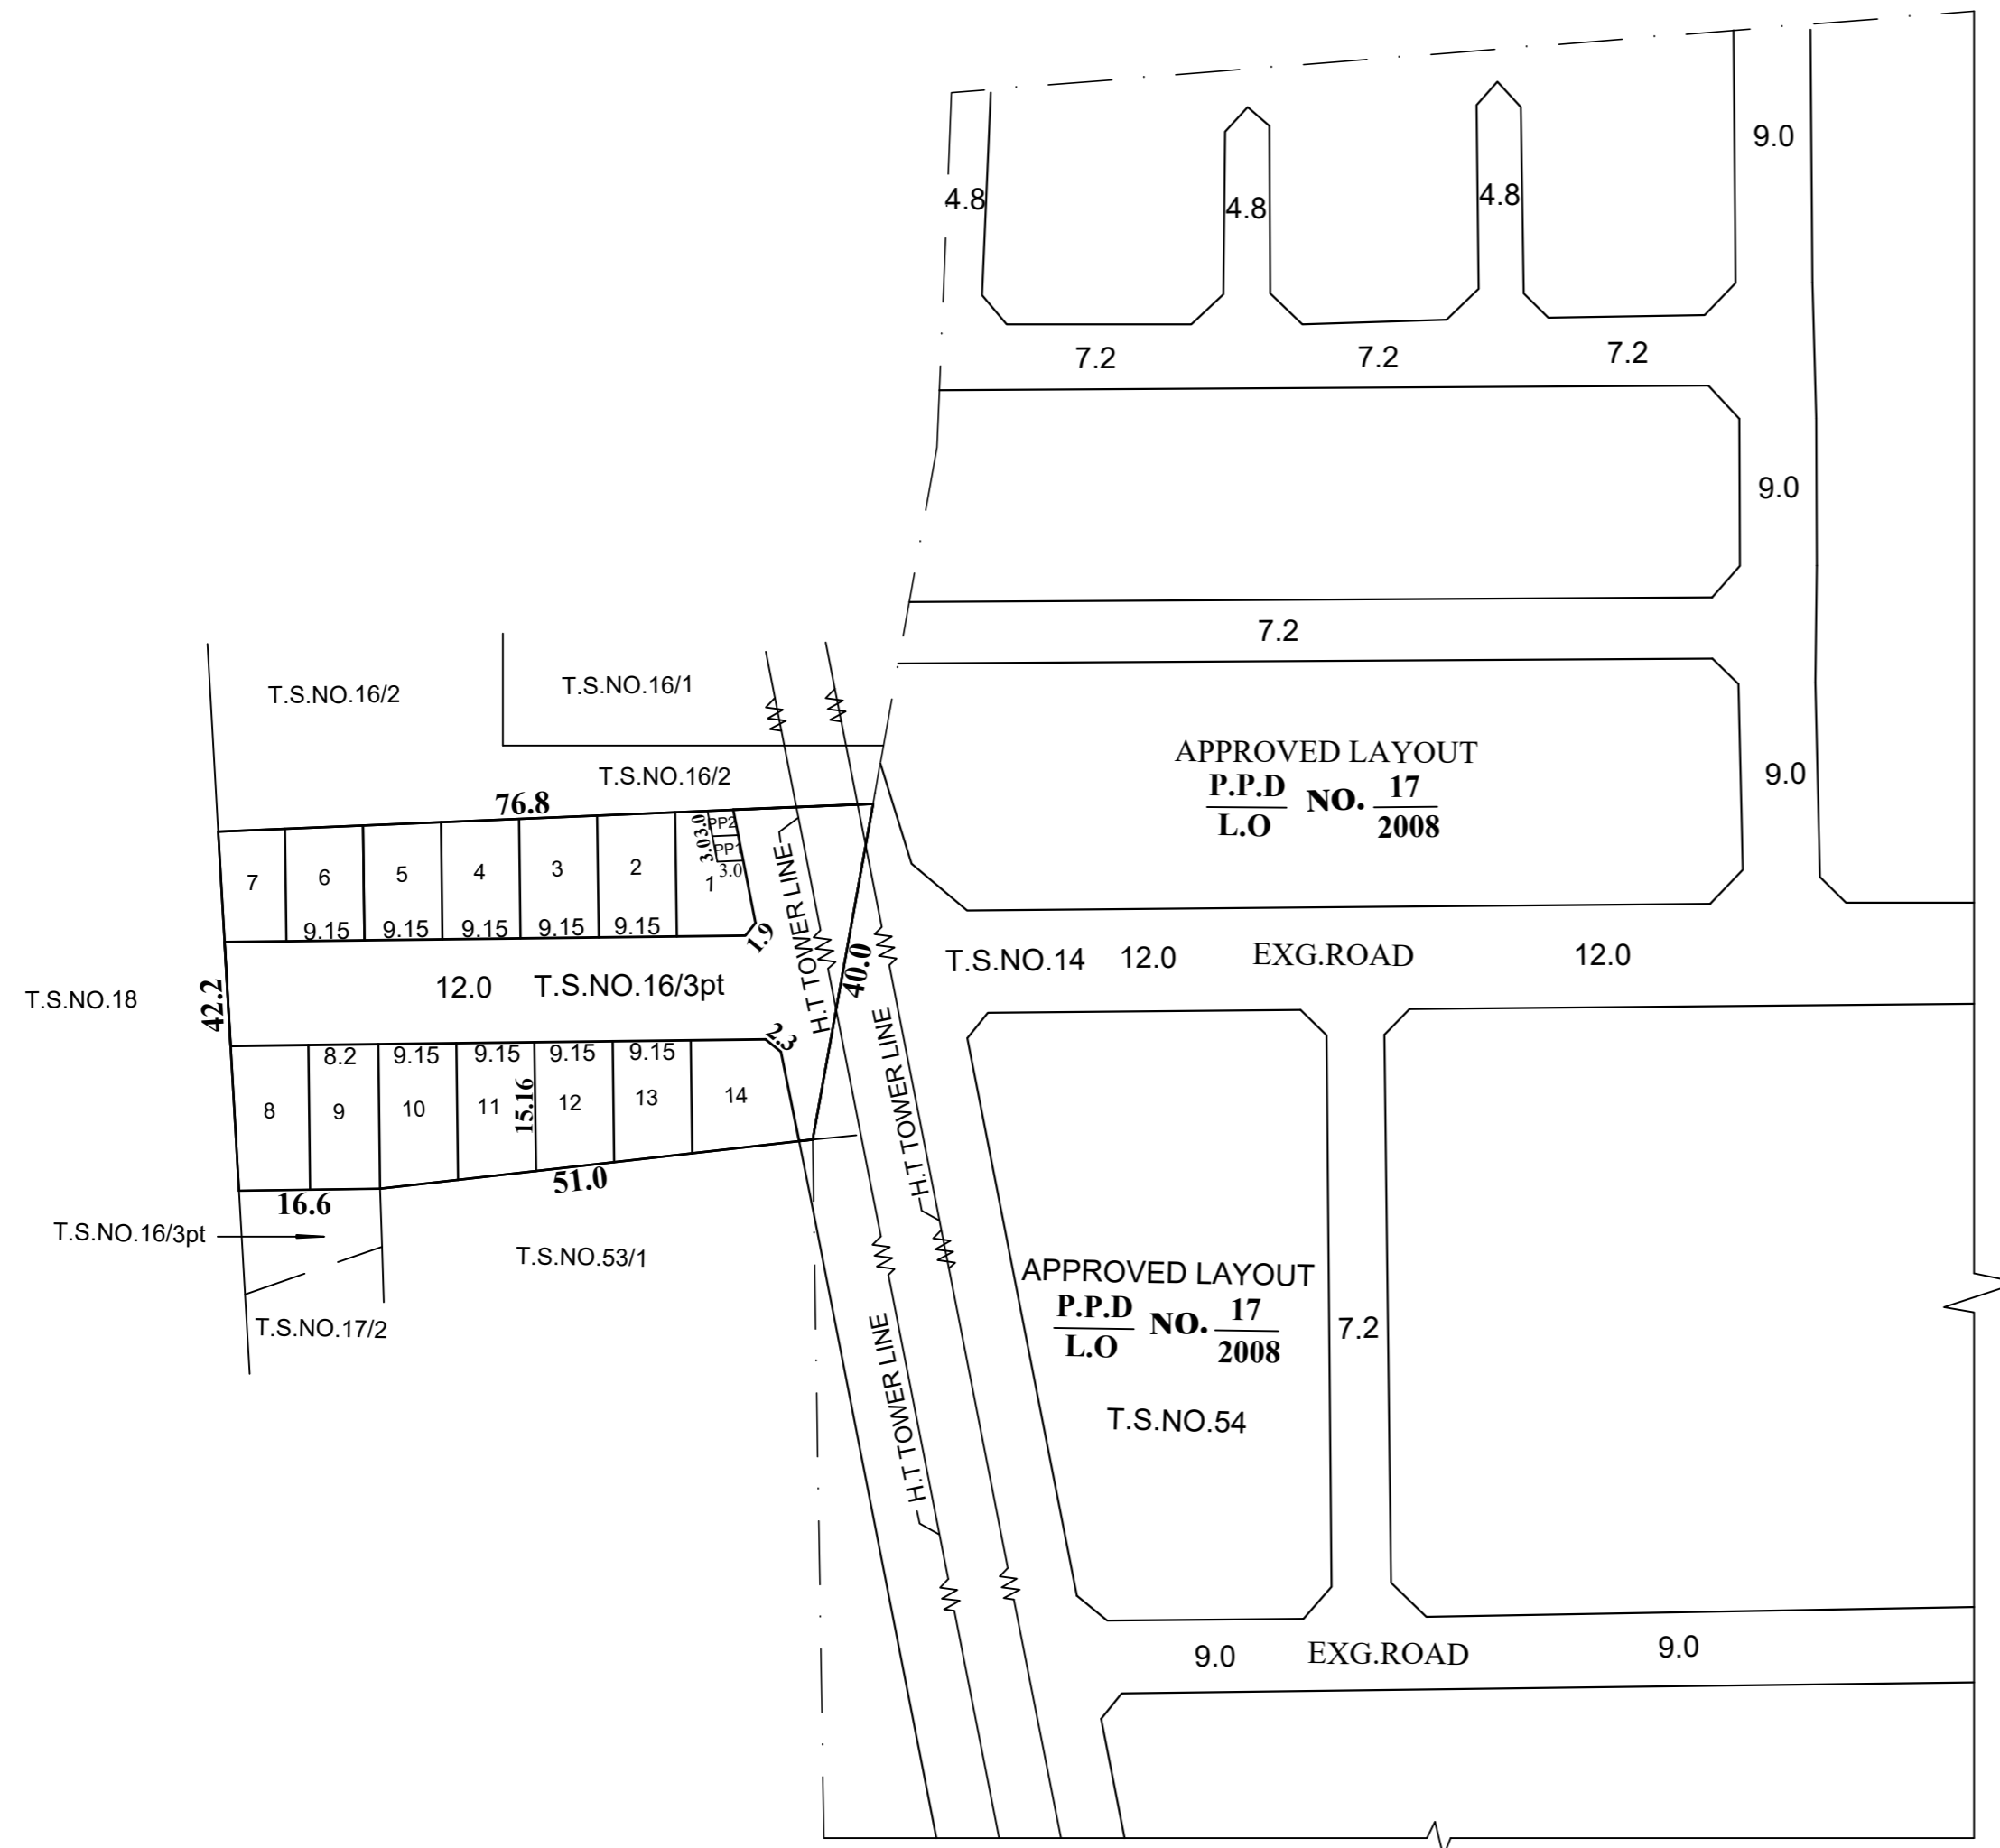 9.0
4.8
4.8
4.8
7.2
7.2
7.2
9.0
7.2
T.S.NO.16/2
T.S.NO.16/1
T.S.NO.16/2
APPROVED LAYOUT
P.P.D
L.O
NO.
17
2008
9.0
76.8
7
6
5
4
3
2
1
PP2
PP1
3.0
3.0
3.0
9.15
9.15
9.15
9.15
9.15
1.9
H.T TOWER LINE
40.0
T.S.NO.14
12.0
EXG.ROAD
12.0
T.S.NO.18
42.2
12.0
T.S.NO.16/3pt
2.3
H.T TOWER LINE
8.2
9.15
9.15
9.15
9.15
8
9
10
11
15.16
12
13
14
16.6
51.0
T.S.NO.16/3pt
T.S.NO.53/1
T.S.NO.17/2
H.T TOWER LINE
APPROVED LAYOUT
P.P.D
L.O
NO.
17
2008
7.2
T.S.NO.54
9.0
EXG.ROAD
9.0